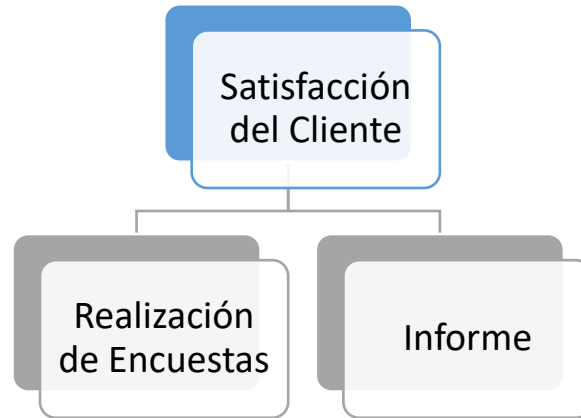 Satisfacción
del Cliente
Realización
de Encuestas
Informe